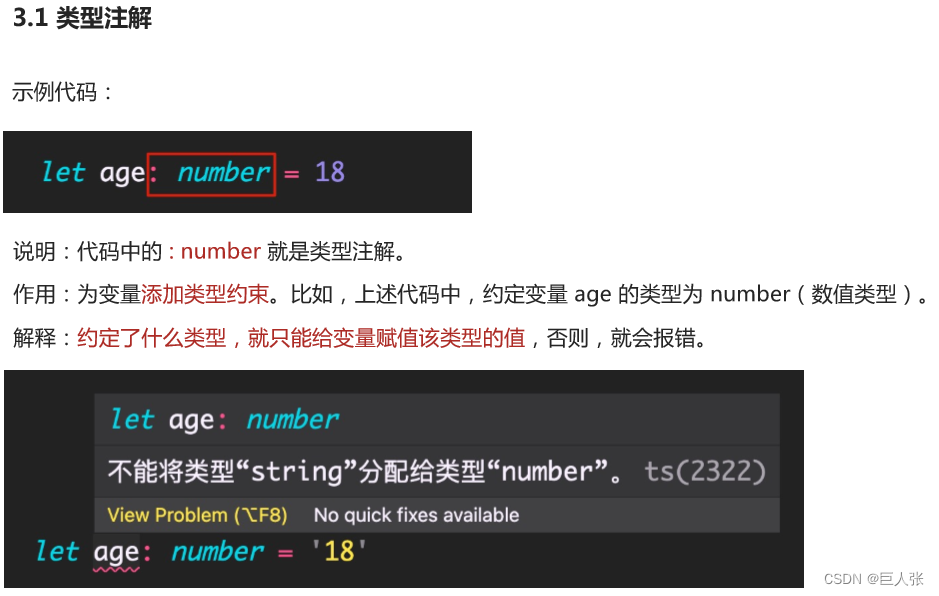 3.1 类型注解
示例代码：
let age: number = 18
说明：代码中的 : number 就是类型注解。
作用：为变量添加类型约束。比如，上述代码中，约定变量 age 的类型为 number（数值类型）。
解释：约定了什么类型，就只能给变量赋值该类型的值，否则，就会报错。
let age: number
不能将类型“string”分配给类型“number”。 ts(2322)
View Problem (⌥F8) No quick fixes available
let age: number = '18'
CSDN @巨人张